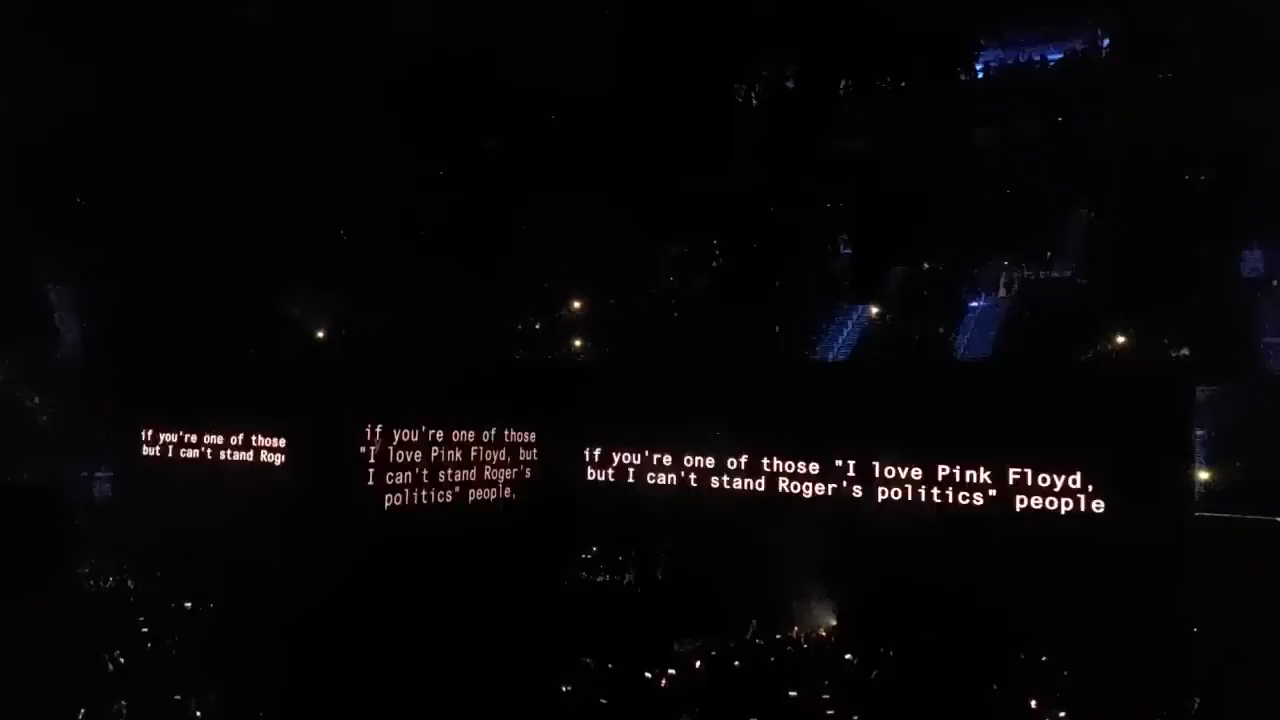 if you're one of those
but I can't stand Rog
if you're one of those
"I love Pink Floyd, but
I can't stand Roger's
politics" people,
if you're one of those "I love Pink Floyd,
but I can't stand Roger's politics" people